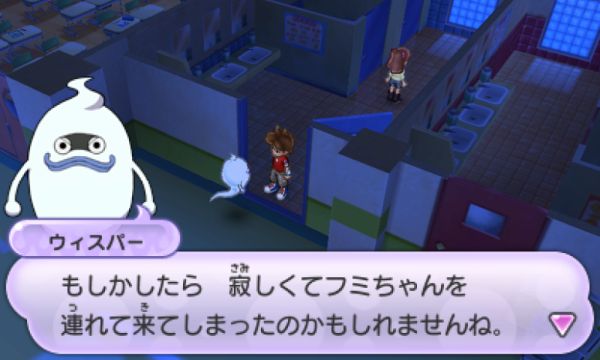 ウィスパー
もしかしたら　寂しくてフミちゃんを
連れて来てしまったのかもしれませんね。